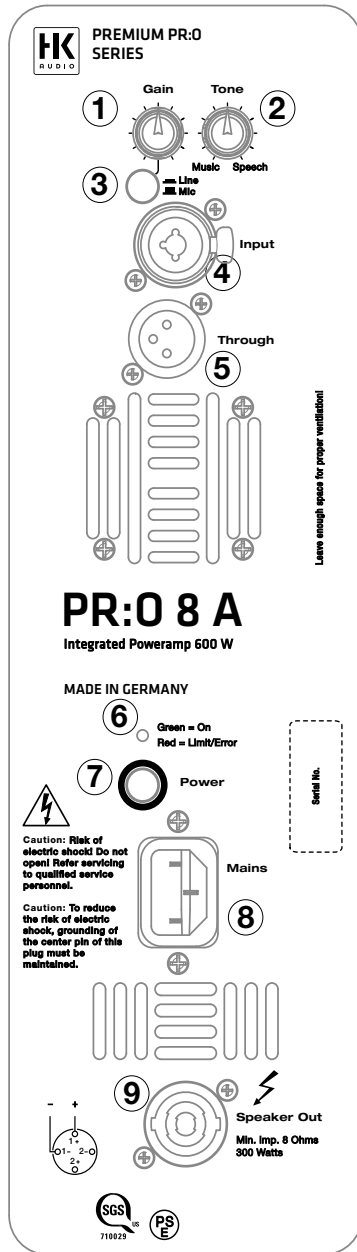 HK
AUDIO
PREMIUM PR:O
SERIES
Gain
Tone
1
2
Music
Speech
3
Line
Mic
Input
4
Through
5
Leave enough space for proper ventilation!
PR:O 8 A
Integrated Poweramp 600 W
MADE IN GERMANY
6
Green = On
Red = Limit/Error
7
Power
Serial No.
Caution: Risk of
electric shock! Do not
open! Refer servicing
to qualified service
personnel.
Caution: To reduce
the risk of electric
shock, grounding of
the center pin of this
plug must be
maintained.
Mains
8
9
Speaker Out
Min. Imp. 8 Ohms
300 Watts
- +
1+
1- 2-
2+
SGS
US
710029
PS
E